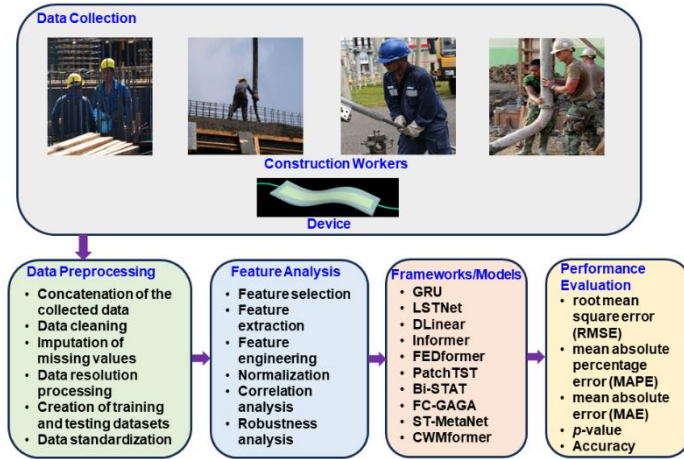 Data Collection
Construction Workers
Device
Data Preprocessing
• Concatenation of the
collected data
• Data cleaning
• Imputation of
missing values
• Data resolution
processing
• Creation of training
and testing datasets
• Data standardization
Feature Analysis
• Feature selection
• Feature
extraction
• Feature
engineering
• Normalization
• Correlation
analysis
• Robustness
analysis
Frameworks/Models
• GRU
• LSTNet
• DLinear
• Informer
• FEDformer
• PatchTST
• Bi-STAT
• FC-GAGA
• ST-MetaNet
• CWMformer
Performance
Evaluation
• root mean
square error
(RMSE)
• mean absolute
percentage
error (MAPE)
• mean absolute
error (MAE)
• p-value
• Accuracy